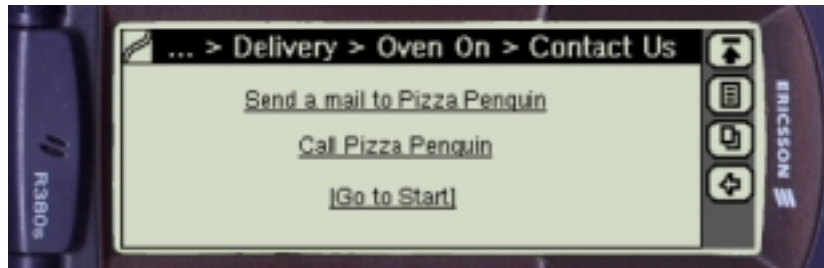 ... > Delivery > Oven On > Contact Us
Send a mail to Pizza Penguin
Call Pizza Penguin
[Go to Start]
ERICSSON
R380s